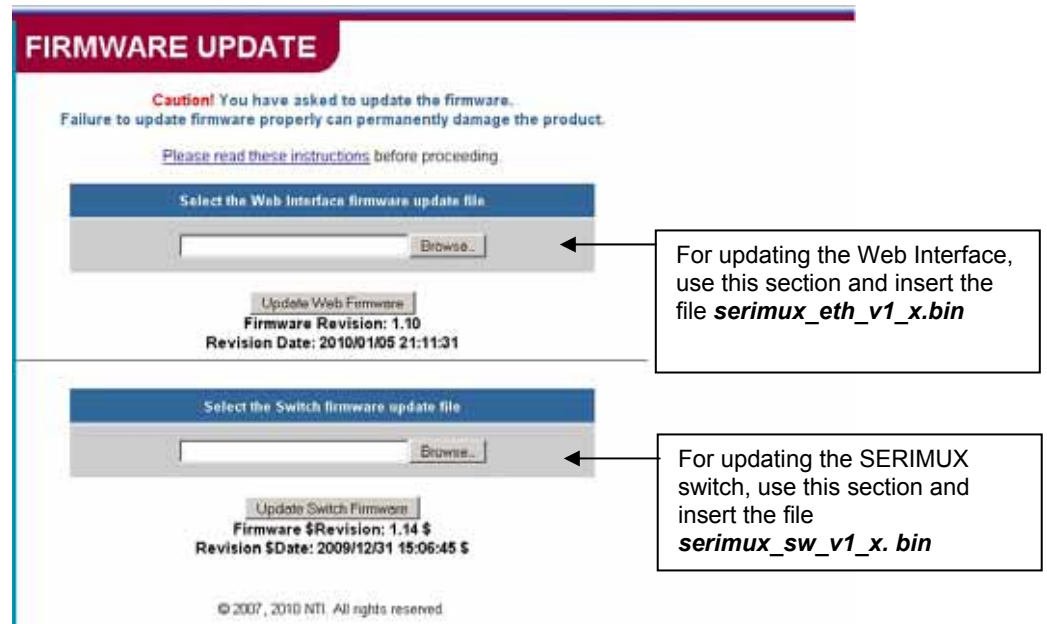 FIRMWARE UPDATE
Caution! You have asked to update the firmware.
Failure to update firmware properly can permanently damage the product.
Please read these instructions before proceeding.
Select the Web Interface firmware update file
Browse..
For updating the Web Interface,
use this section and insert the
file serimux_eth_v1_x.bin
Update Web Firmware
Firmware Revision: 1.10
Revision Date: 2010/01/05 21:11:31
Select the Switch firmware update file
Browse..
For updating the SERIMUX
switch, use this section and
insert the file
serimux_sw_v1_x. bin
Update Switch Firmware
Firmware $Revision: 1.14 $
Revision $Date: 2009/12/31 15:06:45 $
© 2007, 2010 NTI. All rights reserved.